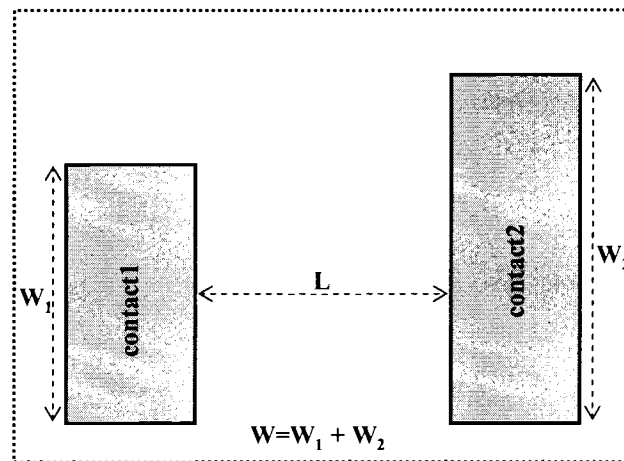 W₁
contact1
L
contact2
W₂
W=W₁ + W₂